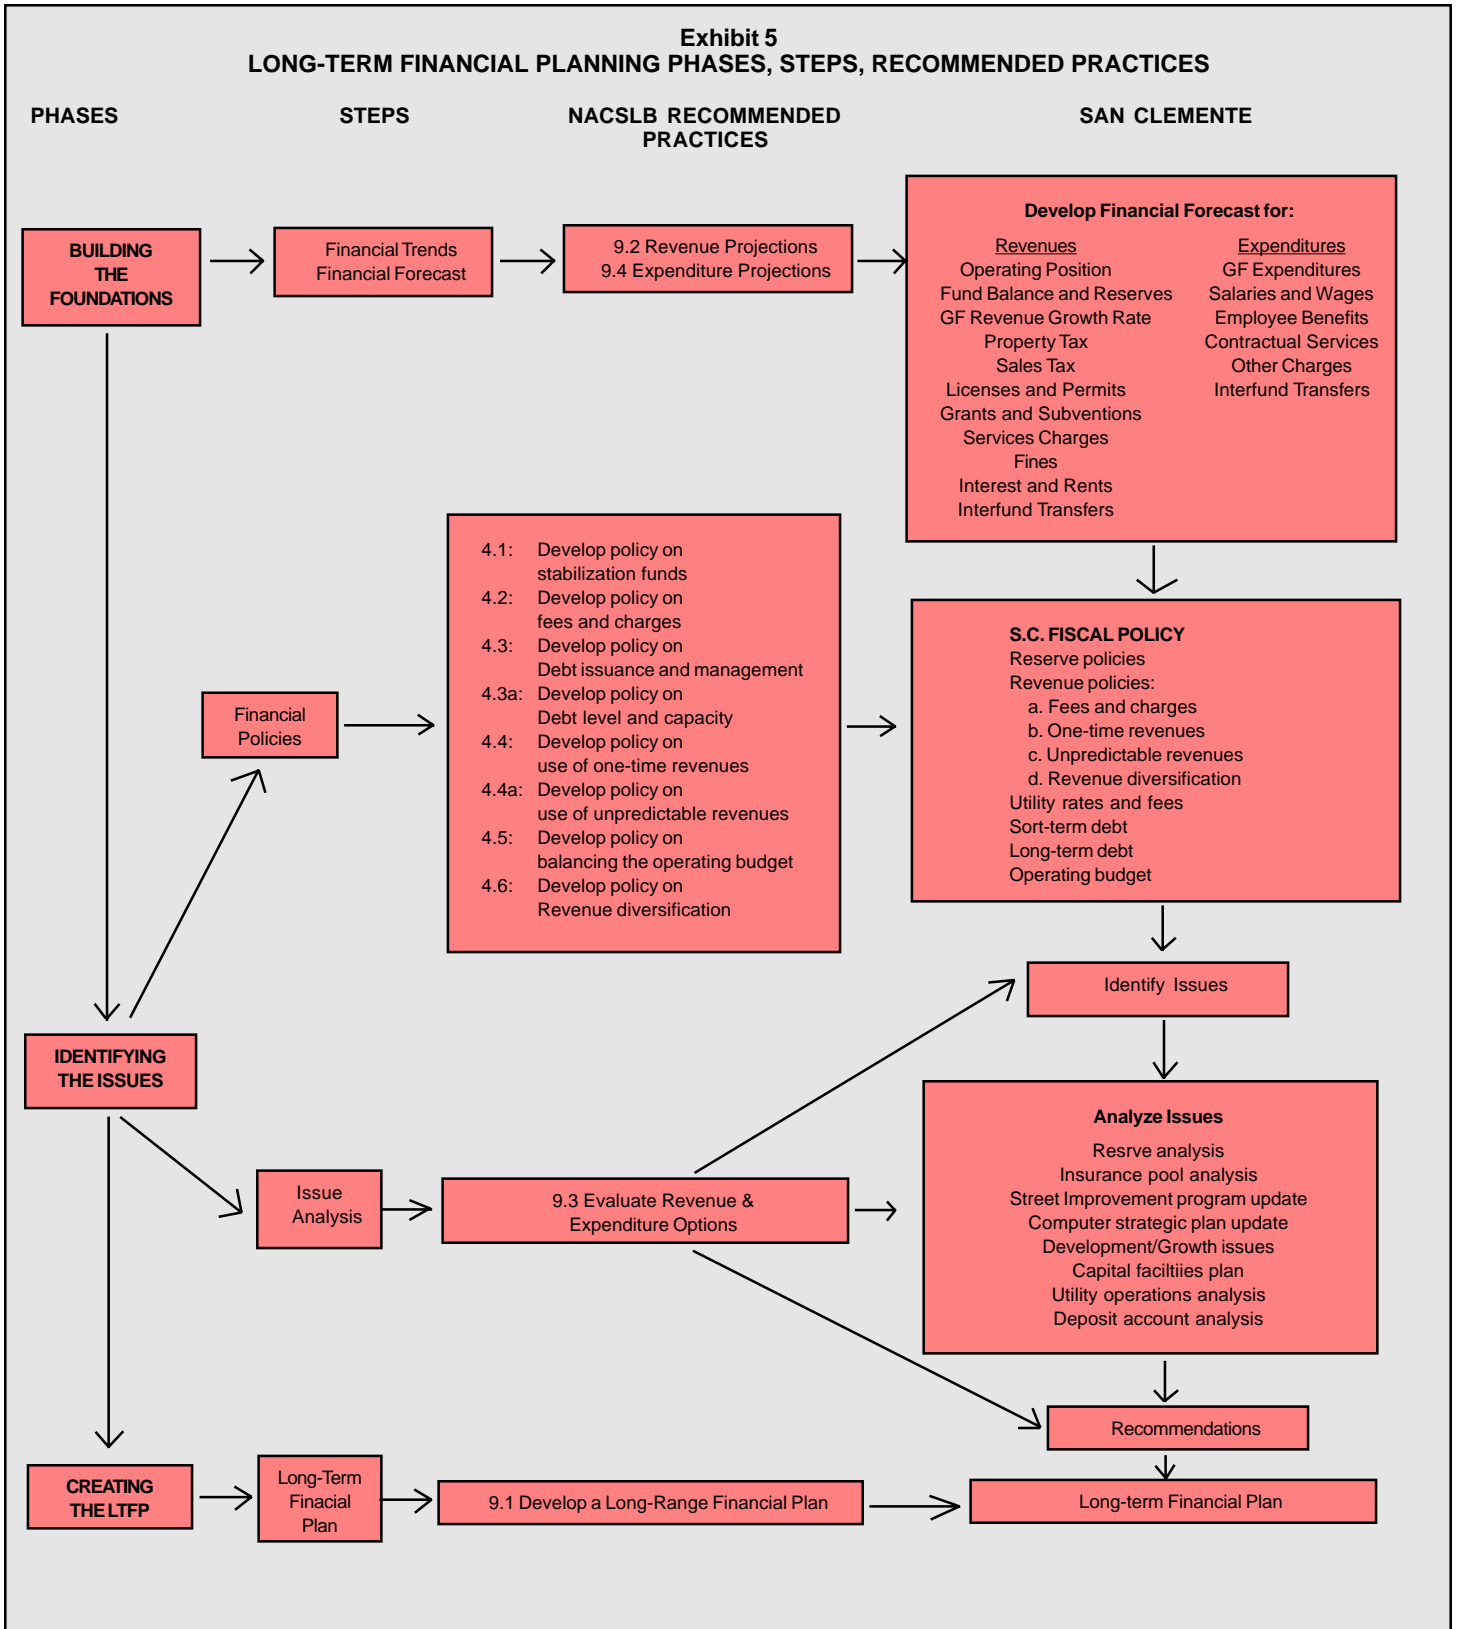 Exhibit 5
LONG-TERM FINANCIAL PLANNING PHASES, STEPS, RECOMMENDED PRACTICES
PHASES
STEPS
NACSLB RECOMMENDED
PRACTICES
SAN CLEMENTE
BUILDING
THE
FOUNDATIONS
Financial Trends
Financial Forecast
9.2 Revenue Projections
9.4 Expenditure Projections
Develop Financial Forecast for:
Revenues
Operating Position
Fund Balance and Reserves
GF Revenue Growth Rate
Property Tax
Sales Tax
Licenses and Permits
Grants and Subventions
Services Charges
Fines
Interest and Rents
Interfund Transfers
Expenditures
GF Expenditures
Salaries and Wages
Employee Benefits
Contractual Services
Other Charges
Interfund Transfers
Financial
Policies
4.1: Develop policy on
stabilization funds
4.2: Develop policy on
fees and charges
4.3: Develop policy on
Debt issuance and management
4.3a: Develop policy on
Debt level and capacity
4.4: Develop policy on
use of one-time revenues
4.4a: Develop policy on
use of unpredictable revenues
4.5: Develop policy on
balancing the operating budget
4.6: Develop policy on
Revenue diversification
S.C. FISCAL POLICY
Reserve policies
Revenue policies:
a. Fees and charges
b. One-time revenues
c. Unpredictable revenues
d. Revenue diversification
Utility rates and fees
Sort-term debt
Long-term debt
Operating budget
Identify Issues
IDENTIFYING
THE ISSUES
Issue
Analysis
9.3 Evaluate Revenue &
Expenditure Options
Analyze Issues
Resrve analysis
Insurance pool analysis
Street Improvement program update
Computer strategic plan update
Development/Growth issues
Capital faciltiies plan
Utility operations analysis
Deposit account analysis
Recommendations
CREATING
THE LTFP
Long-Term
Finacial
Plan
9.1 Develop a Long-Range Financial Plan
Long-term Financial Plan